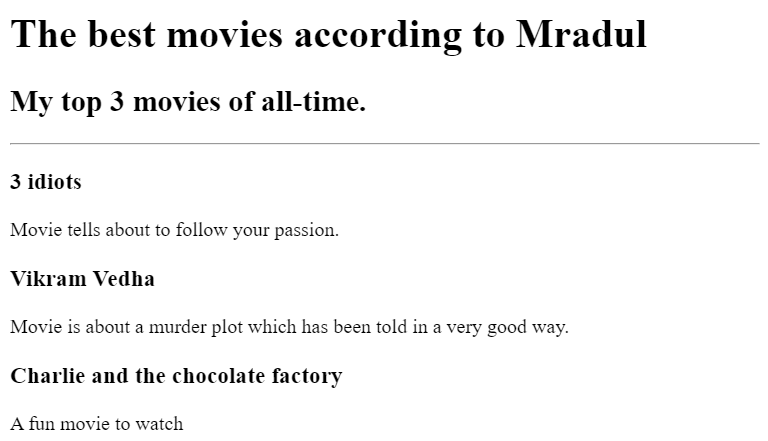 The best movies according to Mradul
My top 3 movies of all-time.
3 idiots
Movie tells about to follow your passion.
Vikram Vedha
Movie is about a murder plot which has been told in a very good way.
Charlie and the chocolate factory
A fun movie to watch